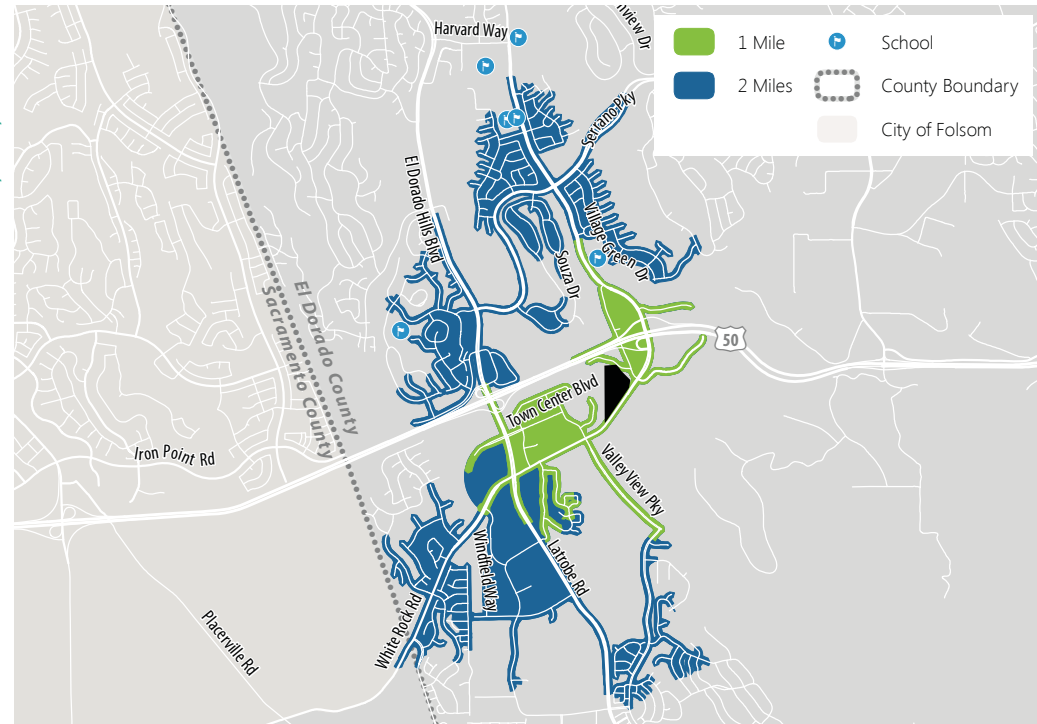 Harvard Way
Serrano Pky
El Dorado Hills Blvd
Village Green Dr
Souza Dr
El Dorado County
Sacramento County
50
Town Center Blvd
Iron Point Rd
Valley View Pky
Windfield Way
Latrobe Rd
White Rock Rd
Placerville Rd
1 Mile
2 Miles
School
County Boundary
City of Folsom